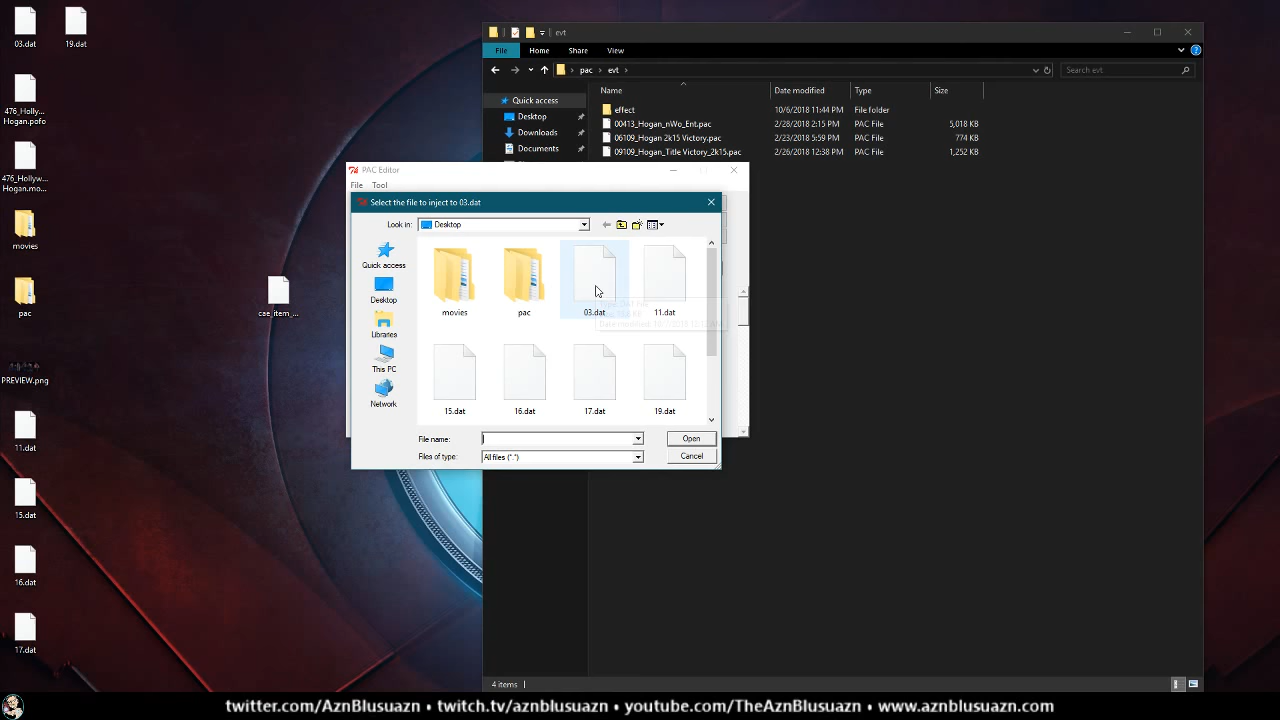 03.dat
19.dat
476_Holly...
Hogan.pofo
476_Hollyw...
Hogan.mo...
movies
pac
PREVIEW.png
11.dat
15.dat
16.dat
17.dat
cae_item_...
evt
File Home Share View
pac evt
Search evt
Name Date modified Type Size
Quick access
Desktop
Downloads
Documents
effect 10/6/2018 11:44 PM File folder
00413_Hogan_nWo_Ent.pac 2/28/2018 2:15 PM PAC File 5,018 KB
06109_Hogan 2k15 Victory.pac 2/23/2018 5:59 PM PAC File 774 KB
09109_Hogan_Title Victory_2k15.pac 2/26/2018 12:38 PM PAC File 1,252 KB
PAC Editor
File Tool
Select the file to inject to 03.dat
Look in: Desktop
Quick access
Desktop
Libraries
This PC
Network
movies pac 03.dat 11.dat
15.dat 16.dat 17.dat 19.dat
File name: Open
Files of type: All files (*.*) Cancel
4 items
twitter.com/AznBlusuazn • twitch.tv/aznblusuazn • youtube.com/TheAznBlusuazn • www.aznblusuazn.com